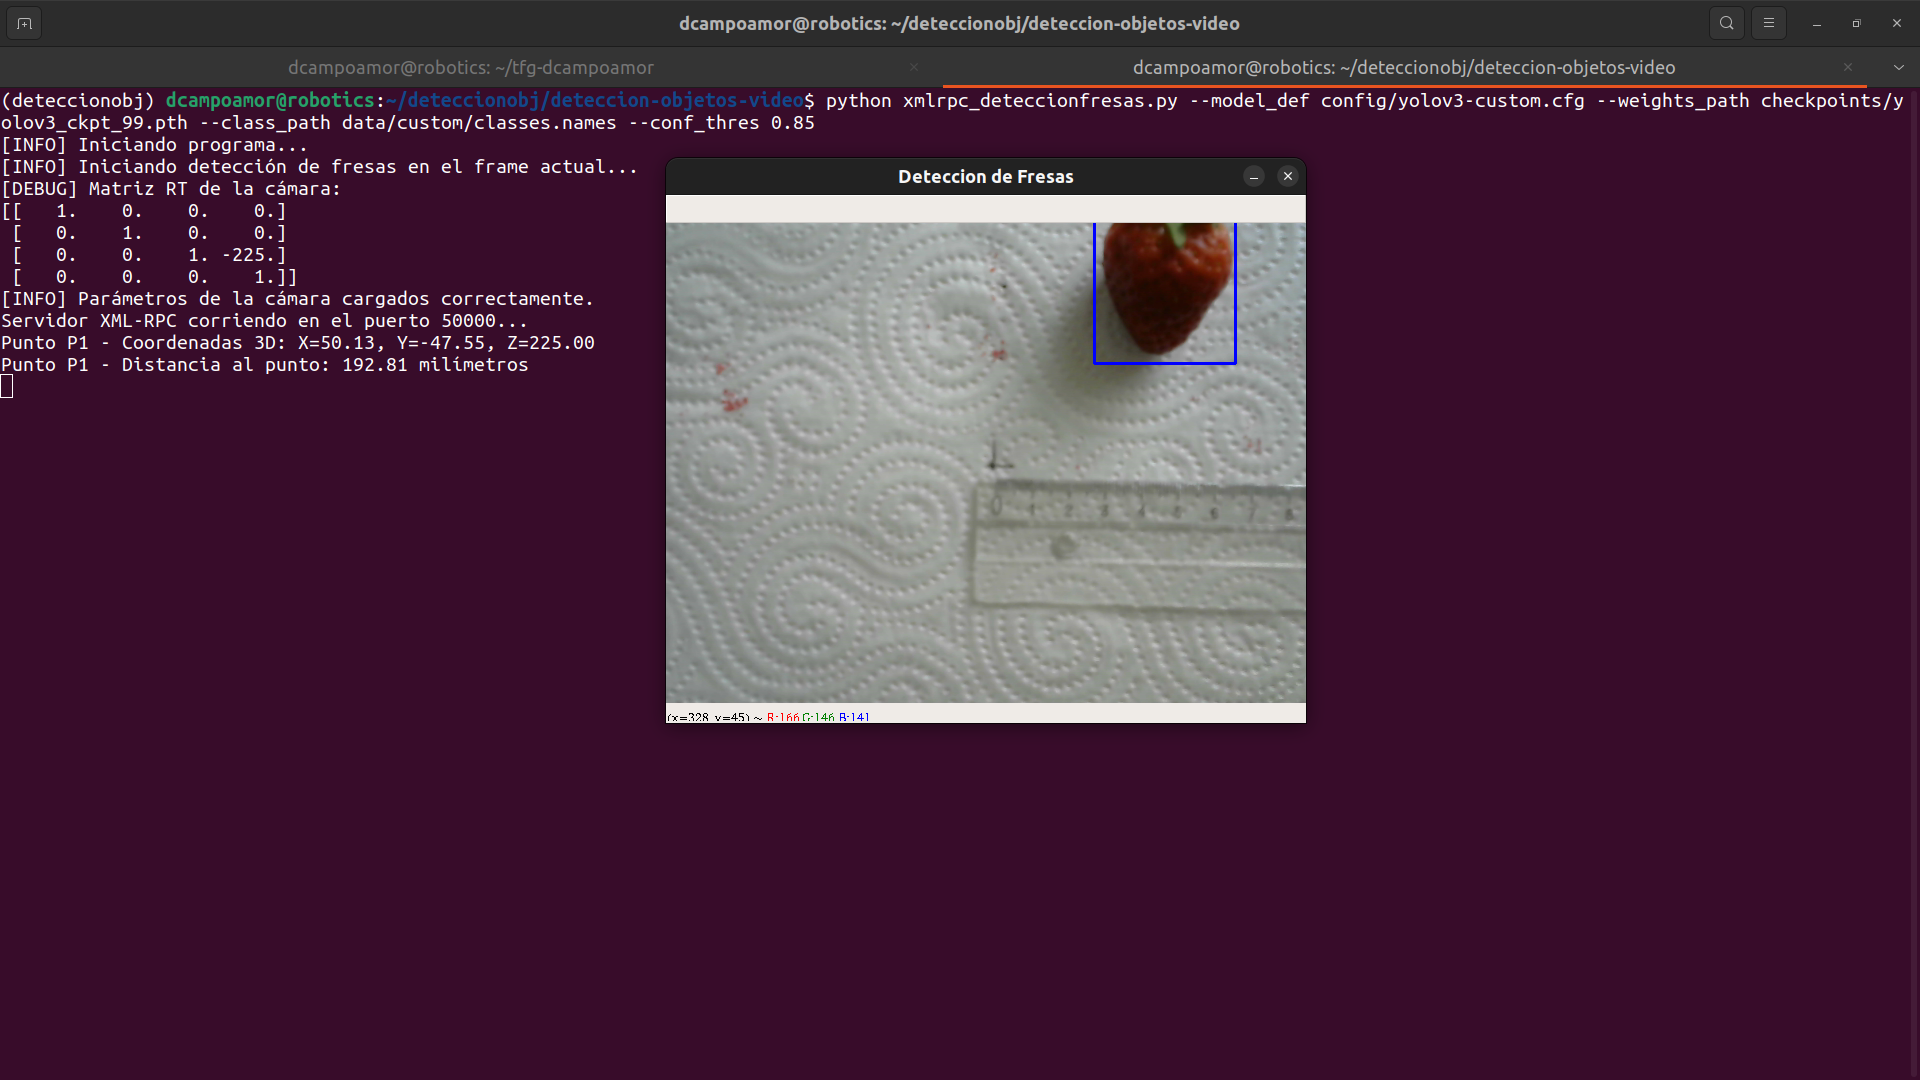 dcampoamor@robotics: ~/deteccionobj/deteccion-objetos-video
dcampoamor@robotics: ~/tfg-dcampoamor
dcampoamor@robotics: ~/deteccionobj/deteccion-objetos-video
(deteccionobj) dcampoamor@robotics:~/deteccionobj/deteccion-objetos-video$ python xmlrpc_deteccionfresas.py --model_def config/yolov3-custom.cfg --weights_path checkpoints/y
olov3_ckpt_99.pth --class_path data/custom/classes.names --conf_thres 0.85
[INFO] Iniciando programa...
[INFO] Iniciando detección de fresas en el frame actual...
[DEBUG] Matriz RT de la cámara:
[[   1.    0.    0.    0.]
 [   0.    1.    0.    0.]
 [   0.    0.    1. -225.]
 [   0.    0.    0.    1.]]
[INFO] Parámetros de la cámara cargados correctamente.
Servidor XML-RPC corriendo en el puerto 50000...
Punto P1 - Coordenadas 3D: X=50.13, Y=-47.55, Z=225.00
Punto P1 - Distancia al punto: 192.81 milímetros
Deteccion de Fresas
0 1 2 3 4 5 6 7 8
(x=328, y=45) ~ R:166 G:146 B:141